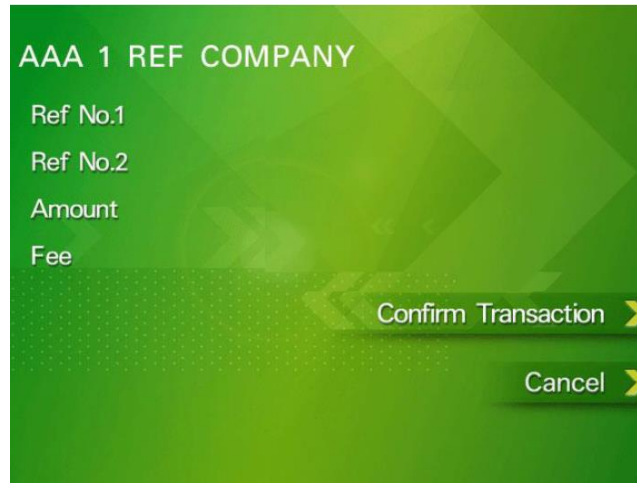 AAA 1 REF COMPANY
Ref No.1
Ref No.2
Amount
Fee
Confirm Transaction
Cancel